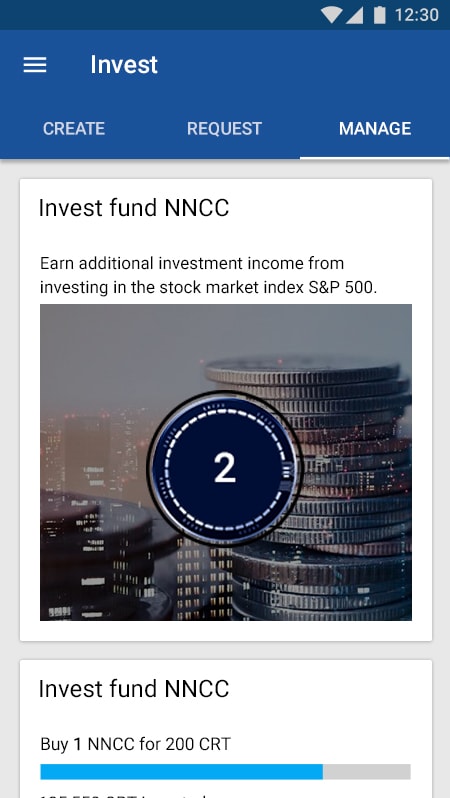 12:30
Invest
CREATE REQUEST MANAGE
Invest fund NNCC
Earn additional investment income from
investing in the stock market index S&P 500.
2
Invest fund NNCC
Buy 1 NNCC for 200 CRT